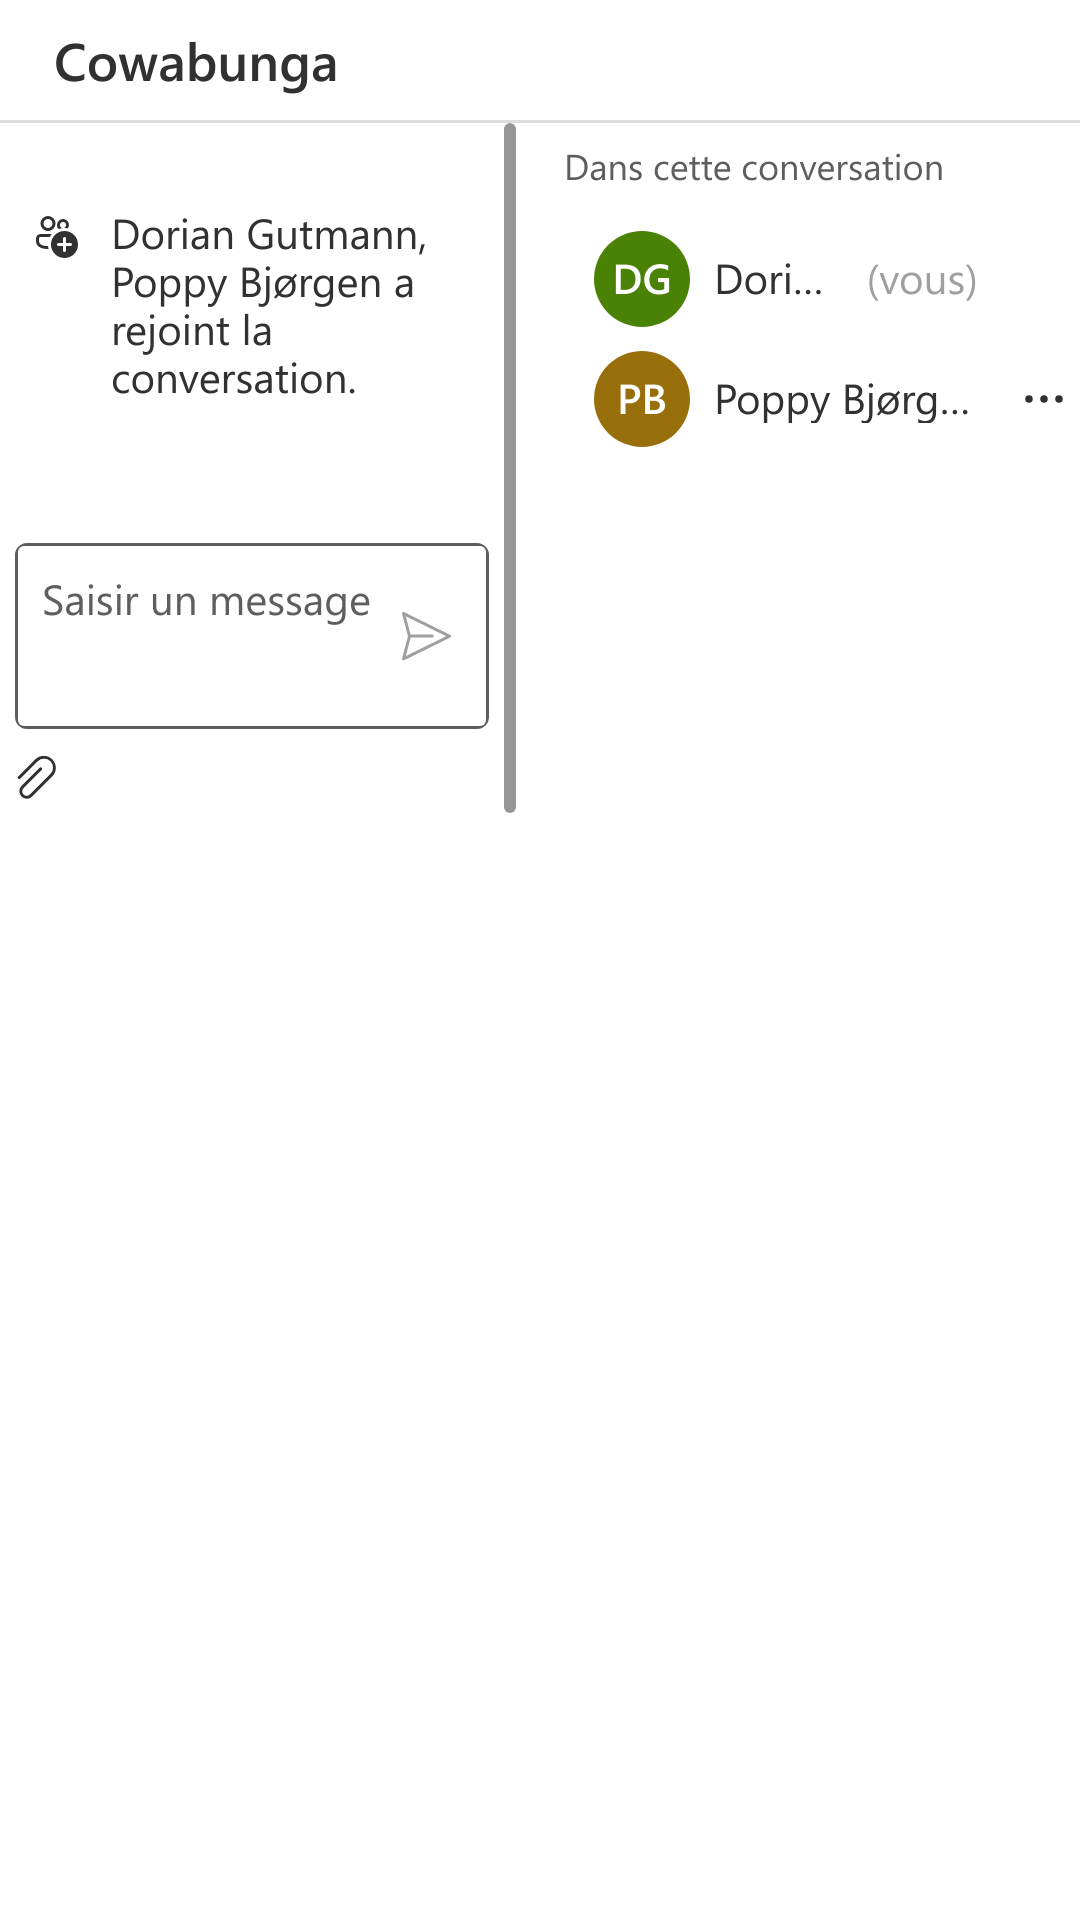 Cowabunga
Dorian Gutmann,
Poppy Bjørgen a
rejoint la
conversation.
Saisir un message
Dans cette conversation
DG Dori... (vous)
PB Poppy Bjørg...